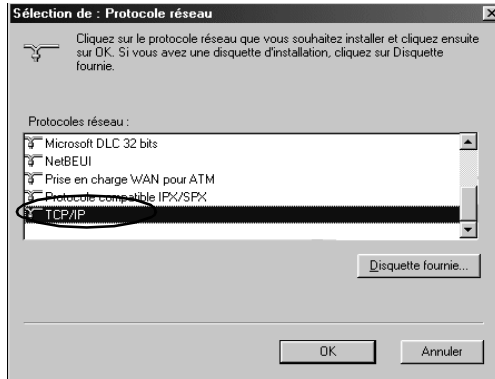 Sélection de : Protocole réseau
Cliquez sur le protocole réseau que vous souhaitez installer et cliquez ensuite
sur OK. Si vous avez une disquette d'installation, cliquez sur Disquette
fournie.
Protocoles réseau :
Microsoft DLC 32 bits
NetBEUI
Prise en charge WAN pour ATM
Protocole compatible IPX/SPX
TCP/IP
Disquette fournie...
OK
Annuler